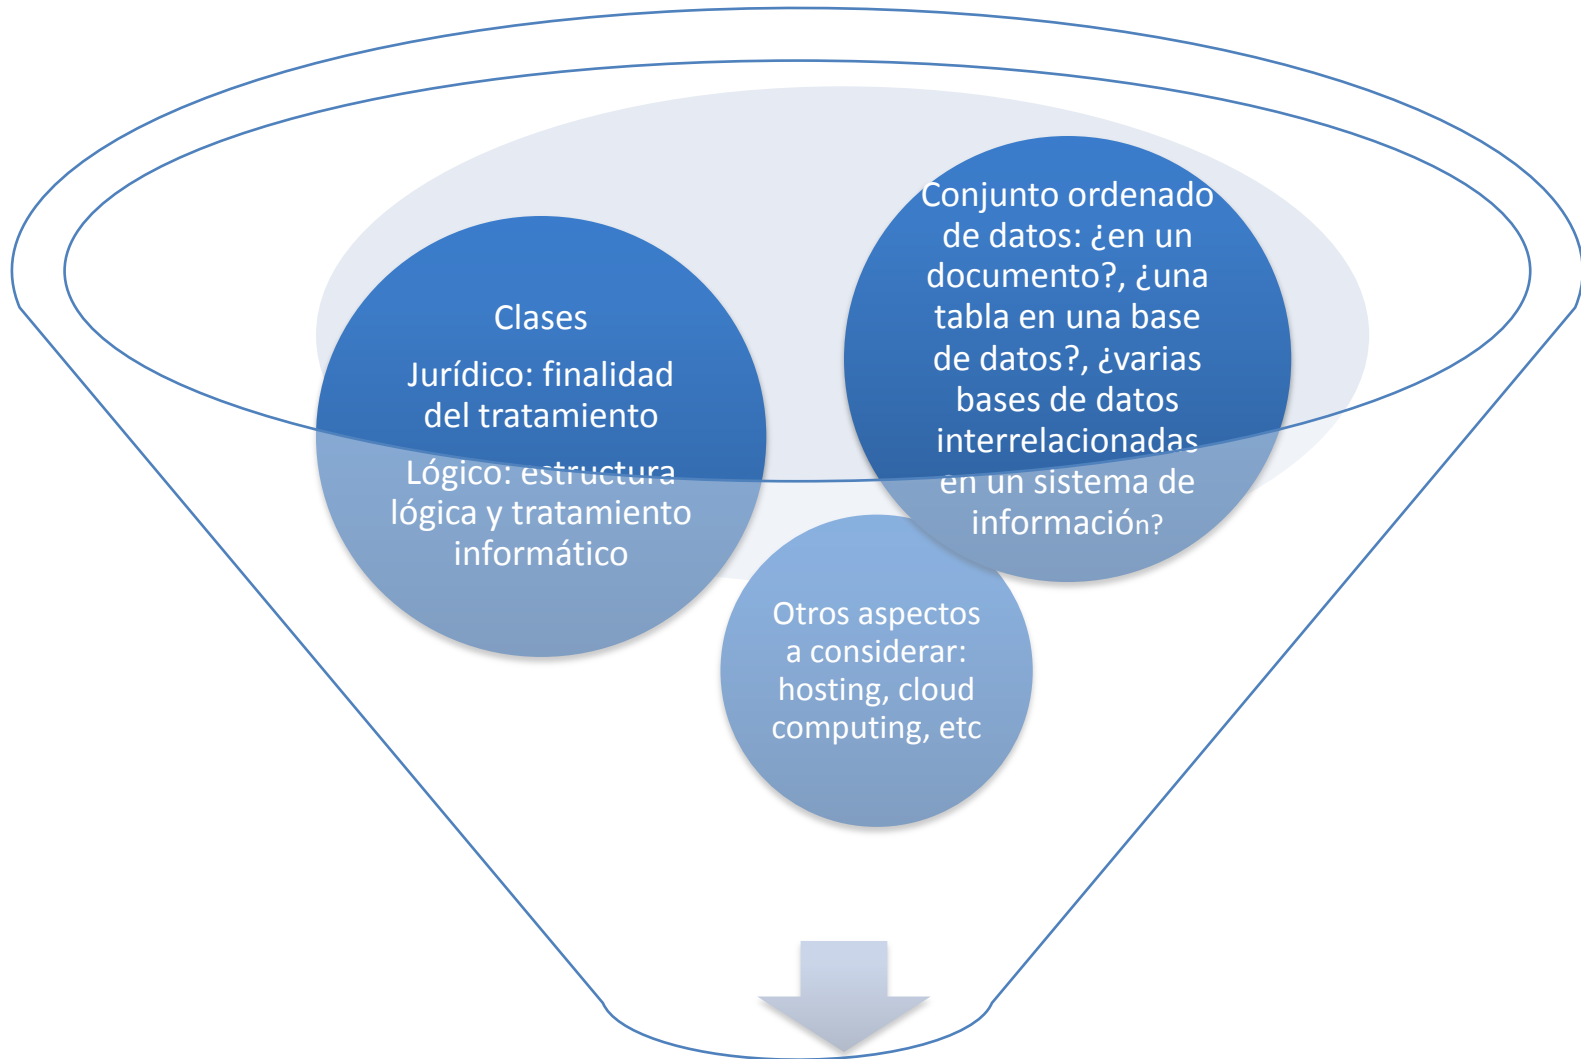 Clases
Jurídico: finalidad
del tratamiento
Lógico: estructura
lógica y tratamiento
informático
Conjunto ordenado
de datos: ¿en un
documento?, ¿una
tabla en una base
de datos?, ¿varias
bases de datos
interrelacionadas
en un sistema de
información?
Otros aspectos
a considerar:
hosting, cloud
computing, etc